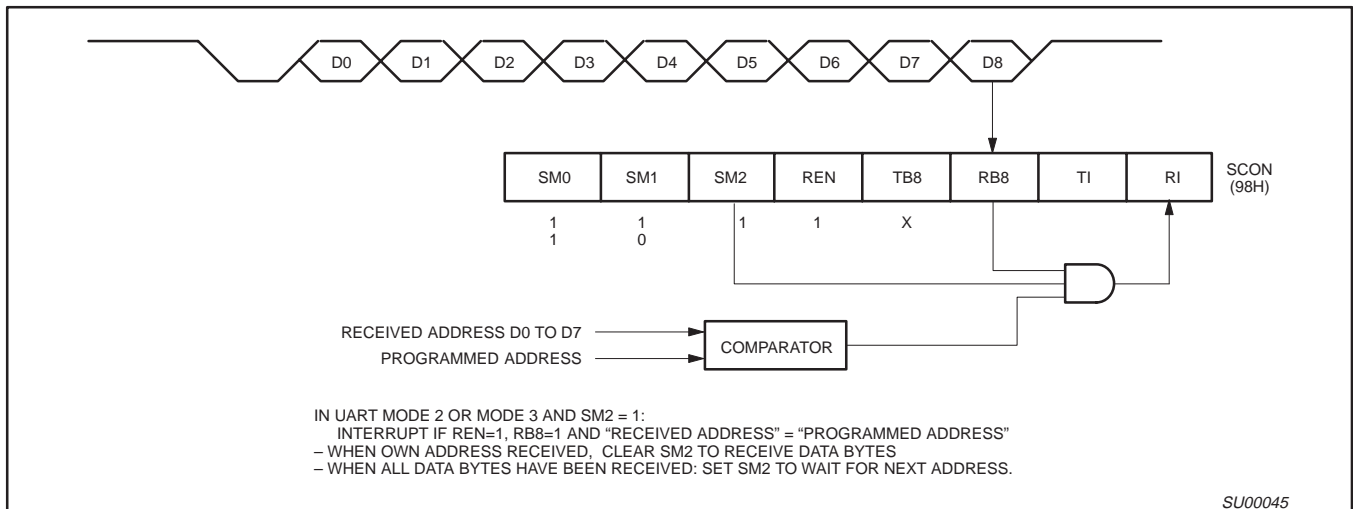 D0 D1 D2 D3 D4 D5 D6 D7 D8
SM0 SM1 SM2 REN TB8 RB8 TI RI
SCON
(98H)
1 1 1 1 X
1 0
RECEIVED ADDRESS D0 TO D7
PROGRAMMED ADDRESS
COMPARATOR
IN UART MODE 2 OR MODE 3 AND SM2 = 1:
INTERRUPT IF REN=1, RB8=1 AND “RECEIVED ADDRESS” = “PROGRAMMED ADDRESS”
– WHEN OWN ADDRESS RECEIVED, CLEAR SM2 TO RECEIVE DATA BYTES
– WHEN ALL DATA BYTES HAVE BEEN RECEIVED: SET SM2 TO WAIT FOR NEXT ADDRESS.
SU00045